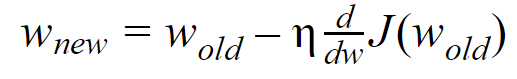 w_new = w_old – η d/dw J(w_old)